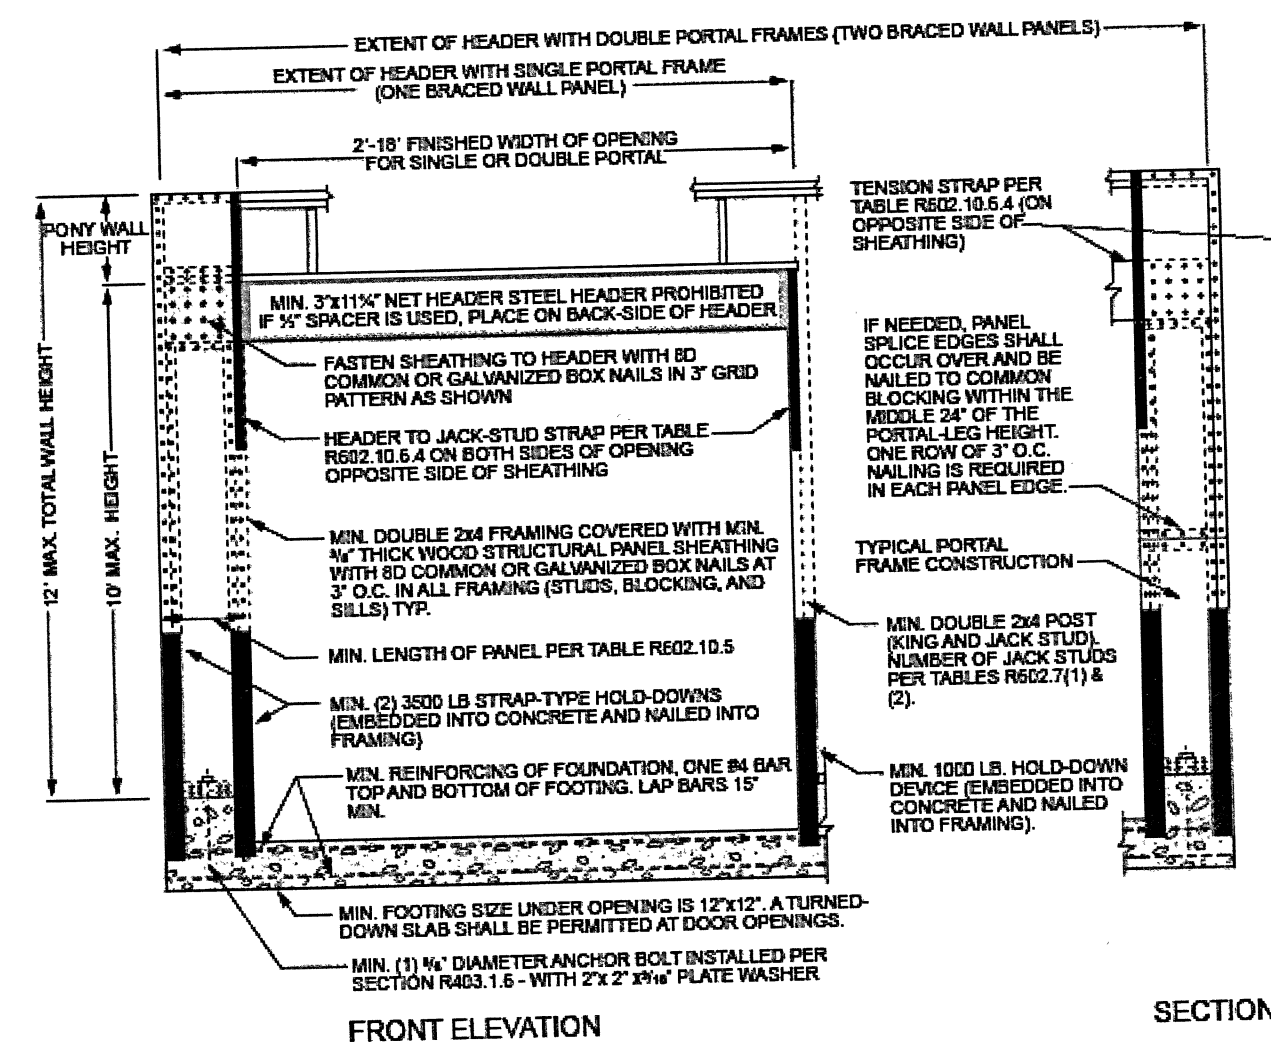 EXTENT OF HEADER WITH DOUBLE PORTAL FRAMES (TWO BRACED WALL PANELS)
EXTENT OF HEADER WITH SINGLE PORTAL FRAME
(ONE BRACED WALL PANEL)
2'-18' FINISHED WIDTH OF OPENING
FOR SINGLE OR DOUBLE PORTAL
PONY WALL
HEIGHT
12' MAX. TOTAL WALL HEIGHT
10' MAX. HEIGHT
MIN. 3"x11¼" NET HEADER STEEL HEADER PROHIBITED
IF ½" SPACER IS USED, PLACE ON BACK-SIDE OF HEADER
FASTEN SHEATHING TO HEADER WITH 8D
COMMON OR GALVANIZED BOX NAILS IN 3" GRID
PATTERN AS SHOWN
HEADER TO JACK-STUD STRAP PER TABLE
R602.10.6.4 ON BOTH SIDES OF OPENING
OPPOSITE SIDE OF SHEATHING
MIN. DOUBLE 2x4 FRAMING COVERED WITH MIN.
3/8" THICK WOOD STRUCTURAL PANEL SHEATHING
WITH 8D COMMON OR GALVANIZED BOX NAILS AT
3" O.C. IN ALL FRAMING (STUDS, BLOCKING, AND
SILLS) TYP.
MIN. LENGTH OF PANEL PER TABLE R602.10.5
MIN. (2) 3500 LB STRAP-TYPE HOLD-DOWNS
(EMBEDDED INTO CONCRETE AND NAILED INTO
FRAMING)
MIN. REINFORCING OF FOUNDATION, ONE #4 BAR
TOP AND BOTTOM OF FOOTING. LAP BARS 15"
MIN.
MIN. FOOTING SIZE UNDER OPENING IS 12"x12". A TURNED-
DOWN SLAB SHALL BE PERMITTED AT DOOR OPENINGS.
MIN. (1) 5/8" DIAMETER ANCHOR BOLT INSTALLED PER
SECTION R403.1.6 - WITH 2"x 2" x3/16" PLATE WASHER
FRONT ELEVATION
TENSION STRAP PER
TABLE R602.10.6.4 (ON
OPPOSITE SIDE OF
SHEATHING)
IF NEEDED, PANEL
SPLICE EDGES SHALL
OCCUR OVER AND BE
NAILED TO COMMON
BLOCKING WITHIN THE
MIDDLE 24" OF THE
PORTAL-LEG HEIGHT.
ONE ROW OF 3" O.C.
NAILING IS REQUIRED
IN EACH PANEL EDGE.
TYPICAL PORTAL
FRAME CONSTRUCTION
MIN. DOUBLE 2x4 POST
(KING AND JACK STUD).
NUMBER OF JACK STUDS
PER TABLES R602.7(1) &
(2).
MIN. 1000 LB. HOLD-DOWN
DEVICE (EMBEDDED INTO
CONCRETE AND NAILED
INTO FRAMING).
SECTION